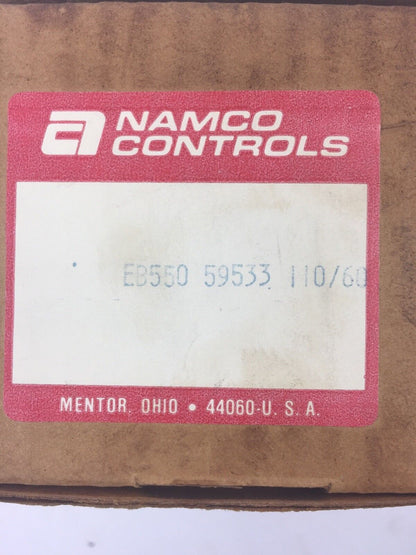 NAMCO
CONTROLS
EB550 59533 110/60
MENTOR, OHIO • 44060-U. S. A.